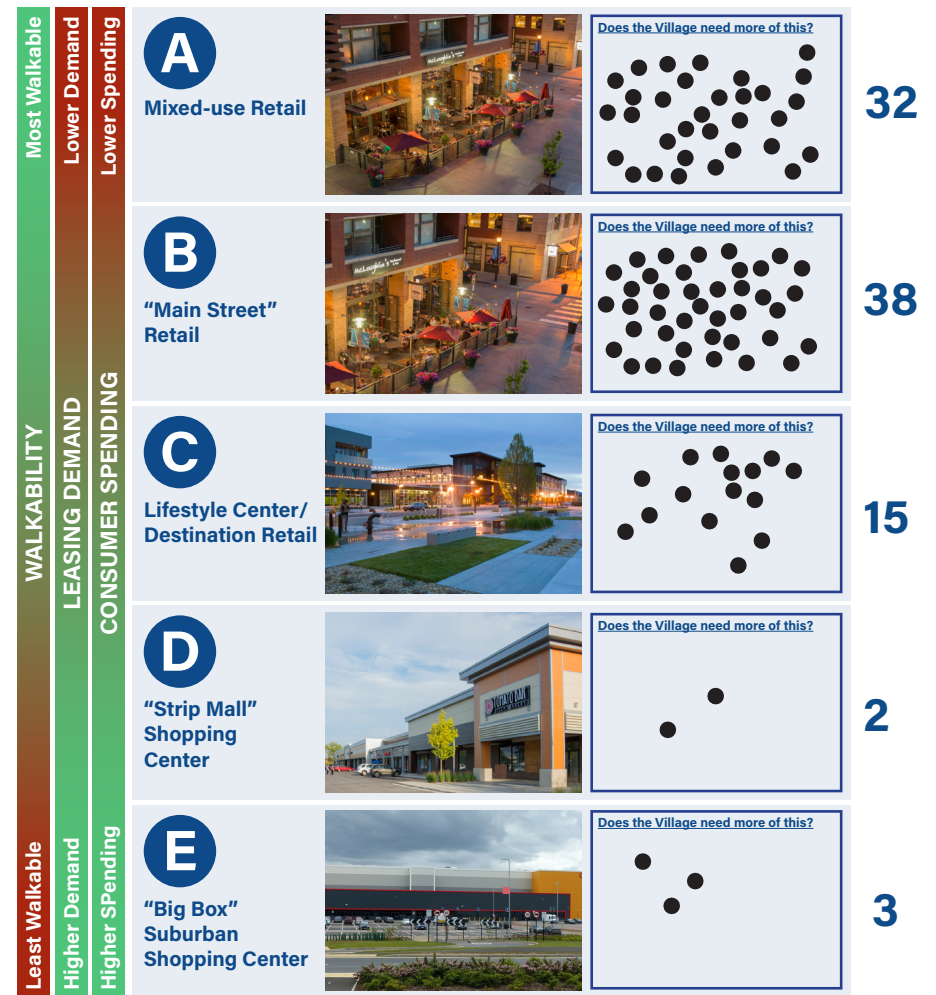 Most Walkable
WALKABILITY
Least Walkable
Lower Demand
LEASING DEMAND
Higher Demand
Lower Spending
CONSUMER SPENDING
Higher SPending
A
Mixed-use Retail
McLoughlin's
Does the Village need more of this?
32
B
“Main Street”
Retail
McLoughlin's
Does the Village need more of this?
38
C
Lifestyle Center/
Destination Retail
Does the Village need more of this?
15
D
“Strip Mall”
Shopping
Center
TOMATO BAR
Does the Village need more of this?
2
E
“Big Box”
Suburban
Shopping Center
Does the Village need more of this?
3